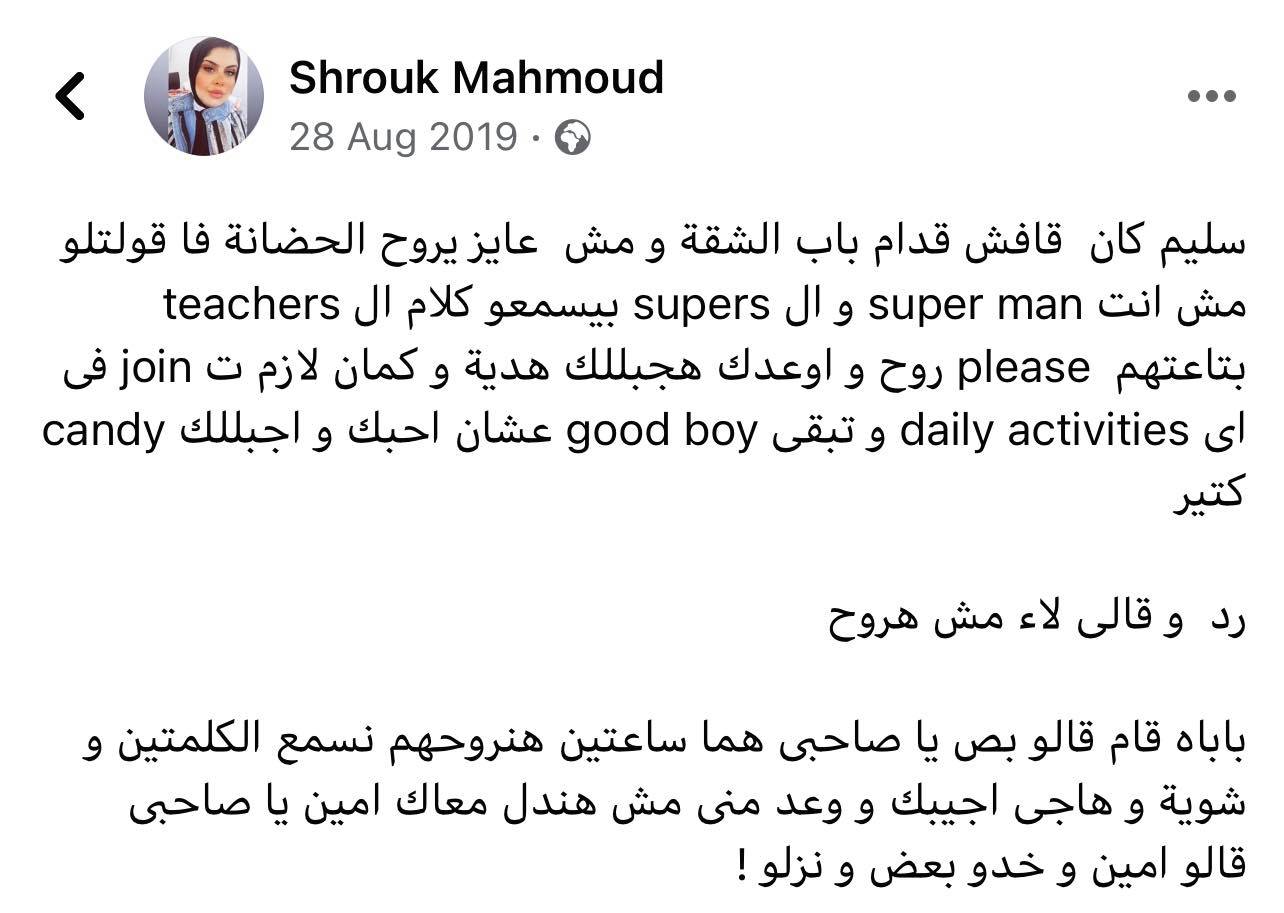 Shrouk Mahmoud
28 Aug 2019 ·
سليم كان قافش قدام باب الشقة و مش عايز يروح الحضانة فا قولتلو
مش انت super man و ال supers بيسمعو كلام ال teachers
بتاعتهم please روح و اوعدك هجبللك هدية و كمان لازم ت join فى
اى daily activities و تبقى good boy عشان احبك و اجبللك candy
كتير
رد و قالى لاء مش هروح
باباه قام قالو بص يا صاحبى هما ساعتين هنروحهم نسمع الكلمتين و
شوية و هاجى اجيبك و وعد منى مش هندل معاك امين يا صاحبى
قالو امين و خدو بعض و نزلو !